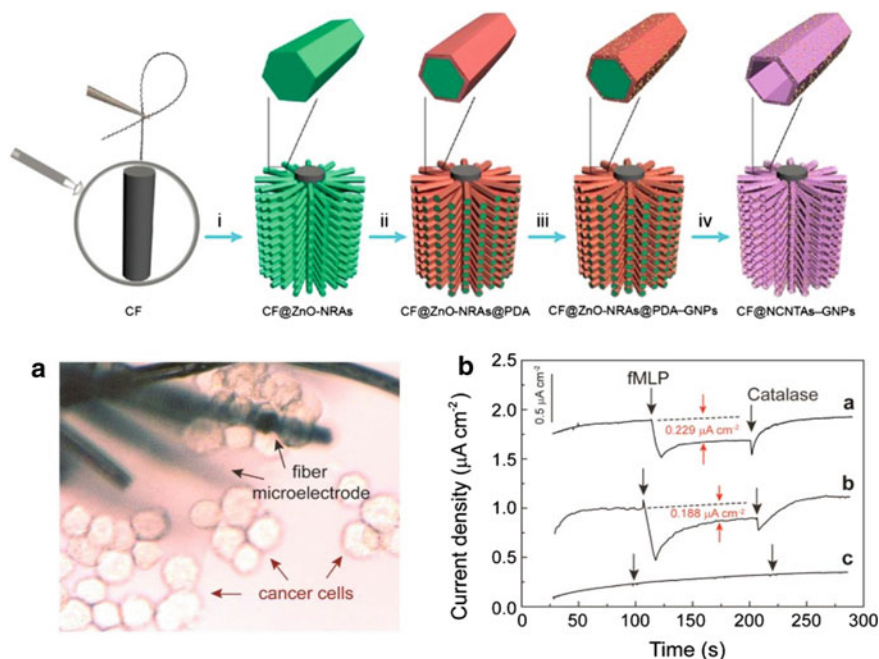 i
ii
iii
iv
CF
CF@ZnO-NRAs
CF@ZnO-NRAs@PDA
CF@ZnO-NRAs@PDA–GNPs
CF@NCNTAs–GNPs
a
fiber
microelectrode
cancer cells
b
Current density (μA cm⁻²)
2.5
2.0
1.5
1.0
0.5
0.0
0.5 μA cm⁻²
fMLP
Catalase
a
0.229 μA cm⁻²
b
0.188 μA cm⁻²
c
0 50 100 150 200 250 300
Time (s)